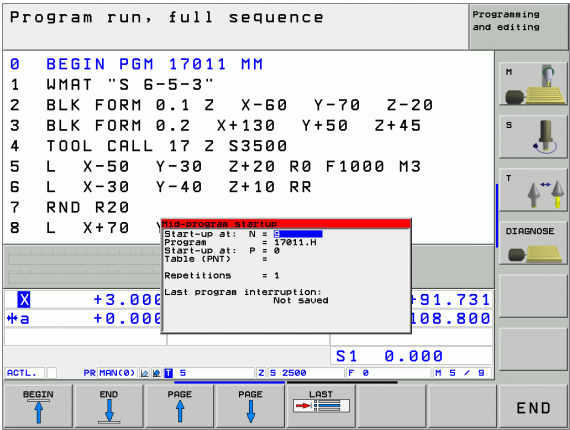 Program run, full sequence
Programming
and editing
0 BEGIN PGM 17011 MM
1 WMAT "S 6-5-3"
2 BLK FORM 0.1 Z X-60 Y-70 Z-20
3 BLK FORM 0.2 X+130 Y+50 Z+45
4 TOOL CALL 17 Z S3500
5 L X-50 Y-30 Z+20 R0 F1000 M3
6 L X-30 Y-40 Z+10 RR
7 RND R20
8 L X+70
Mid-program startup
Start-up at: N =
Program = 17011.H
Start-up at: P = 0
Table (PNT) =
Repetitions = 1
Last program interruption:
Not saved
X +3.000
+91.731
+a +0.000
108.800
S1 0.000
ACTL. PR MAN(0) T 5 Z S 2500 F 0 M 5 / 9
M
S
T
DIAGNOSE
BEGIN
END
PAGE
PAGE
LAST
END